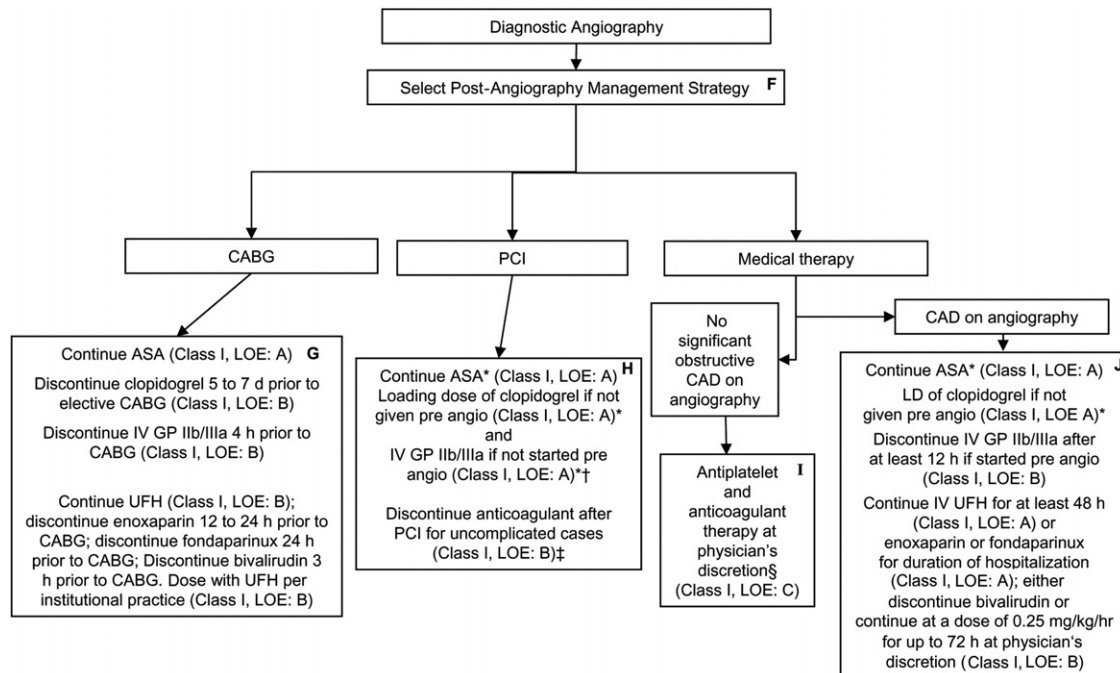 Diagnostic Angiography
Select Post-Angiography Management Strategy F
CABG
PCI
Medical therapy
G
Continue ASA (Class I, LOE: A)
Discontinue clopidogrel 5 to 7 d prior to
elective CABG (Class I, LOE: B)
Discontinue IV GP IIb/IIIa 4 h prior to
CABG (Class I, LOE: B)
Continue UFH (Class I, LOE: B);
discontinue enoxaparin 12 to 24 h prior to
CABG; discontinue fondaparinux 24 h
prior to CABG; Discontinue bivalirudin 3
h prior to CABG. Dose with UFH per
institutional practice (Class I, LOE: B)
H
Continue ASA* (Class I, LOE: A)
Loading dose of clopidogrel if not
given pre angio (Class I, LOE: A)*
and
IV GP IIb/IIIa if not started pre
angio (Class I, LOE: A)*†
Discontinue anticoagulant after
PCI for uncomplicated cases
(Class I, LOE: B)‡
No
significant
obstructive
CAD on
angiography
I
Antiplatelet
and
anticoagulant
therapy at
physician's
discretion§
(Class I, LOE: C)
CAD on angiography
J
Continue ASA* (Class I, LOE: A)
LD of clopidogrel if not
given pre angio (Class I, LOE A)*
Discontinue IV GP IIb/IIIa after
at least 12 h if started pre angio
(Class I, LOE: B)
Continue IV UFH for at least 48 h
(Class I, LOE: A) or
enoxaparin or fondaparinux
for duration of hospitalization
(Class I, LOE: A); either
discontinue bivalirudin or
continue at a dose of 0.25 mg/kg/hr
for up to 72 h at physician's
discretion (Class I, LOE: B)